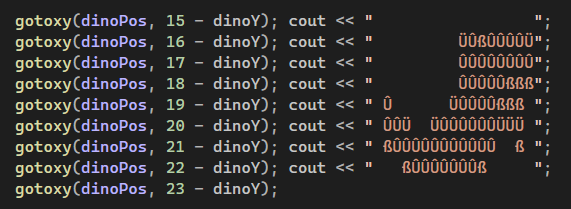 gotoxy(dinoPos, 15 - dinoY); cout << "                 ";
gotoxy(dinoPos, 16 - dinoY); cout << "         ÜÛßÛÛÛÛÜ";
gotoxy(dinoPos, 17 - dinoY); cout << "         ÛÛÛÛÛÛÛÛ";
gotoxy(dinoPos, 18 - dinoY); cout << "         ÛÛÛÛÛßßß";
gotoxy(dinoPos, 19 - dinoY); cout << " Û      ÜÛÛÛÛßßß ";
gotoxy(dinoPos, 20 - dinoY); cout << " ÛÛÜ  ÜÛÛÛÛÛÛÜÜÜ ";
gotoxy(dinoPos, 21 - dinoY); cout << " ßÛÛÛÛÛÛÛÛÛÛÛ  ß ";
gotoxy(dinoPos, 22 - dinoY); cout << "   ßÛÛÛÛÛÛÛß     ";
gotoxy(dinoPos, 23 - dinoY);